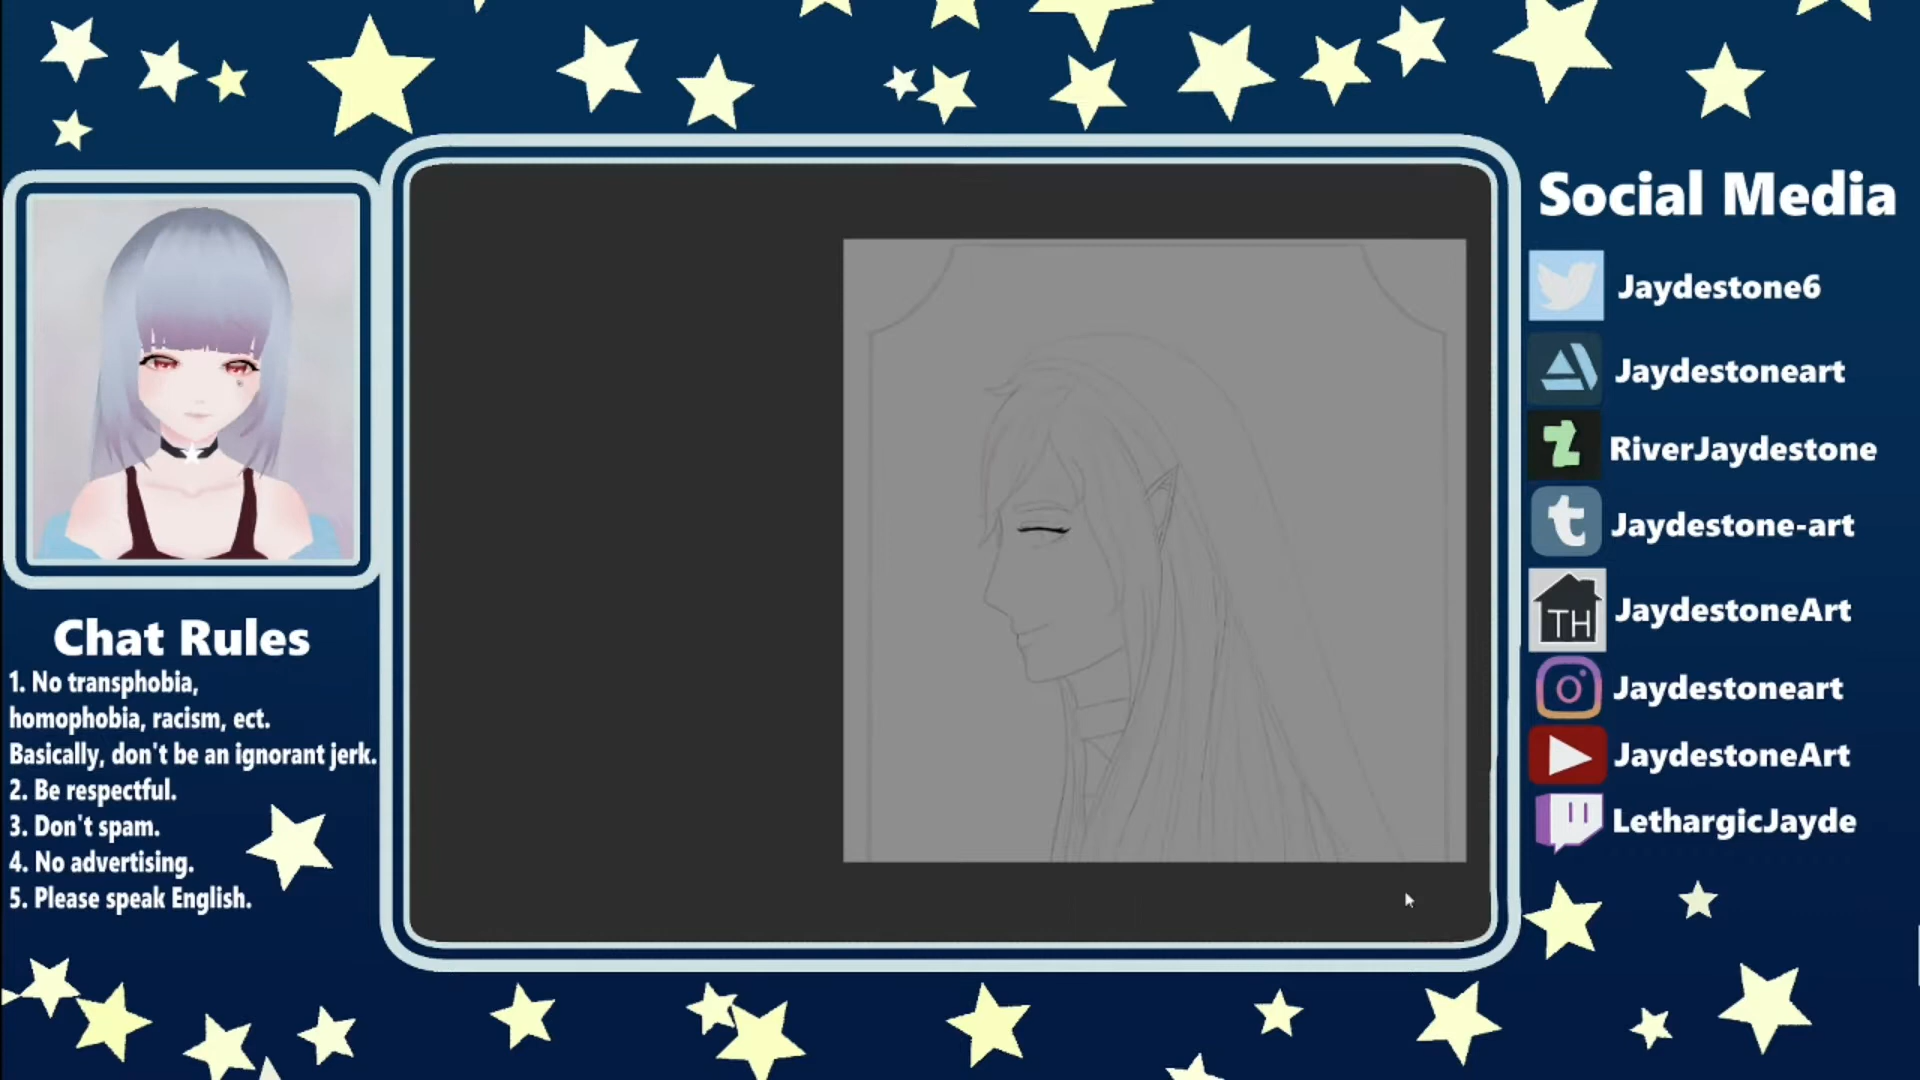 Social Media
Jaydestone6
Jaydestoneart
RiverJaydestone
Jaydestone-art
TH
JaydestoneArt
Jaydestoneart
JaydestoneArt
LethargicJayde
Chat Rules
1. No transphobia,
homophobia, racism, ect.
Basically, don't be an ignorant jerk.
2. Be respectful.
3. Don't spam.
4. No advertising.
5. Please speak English.